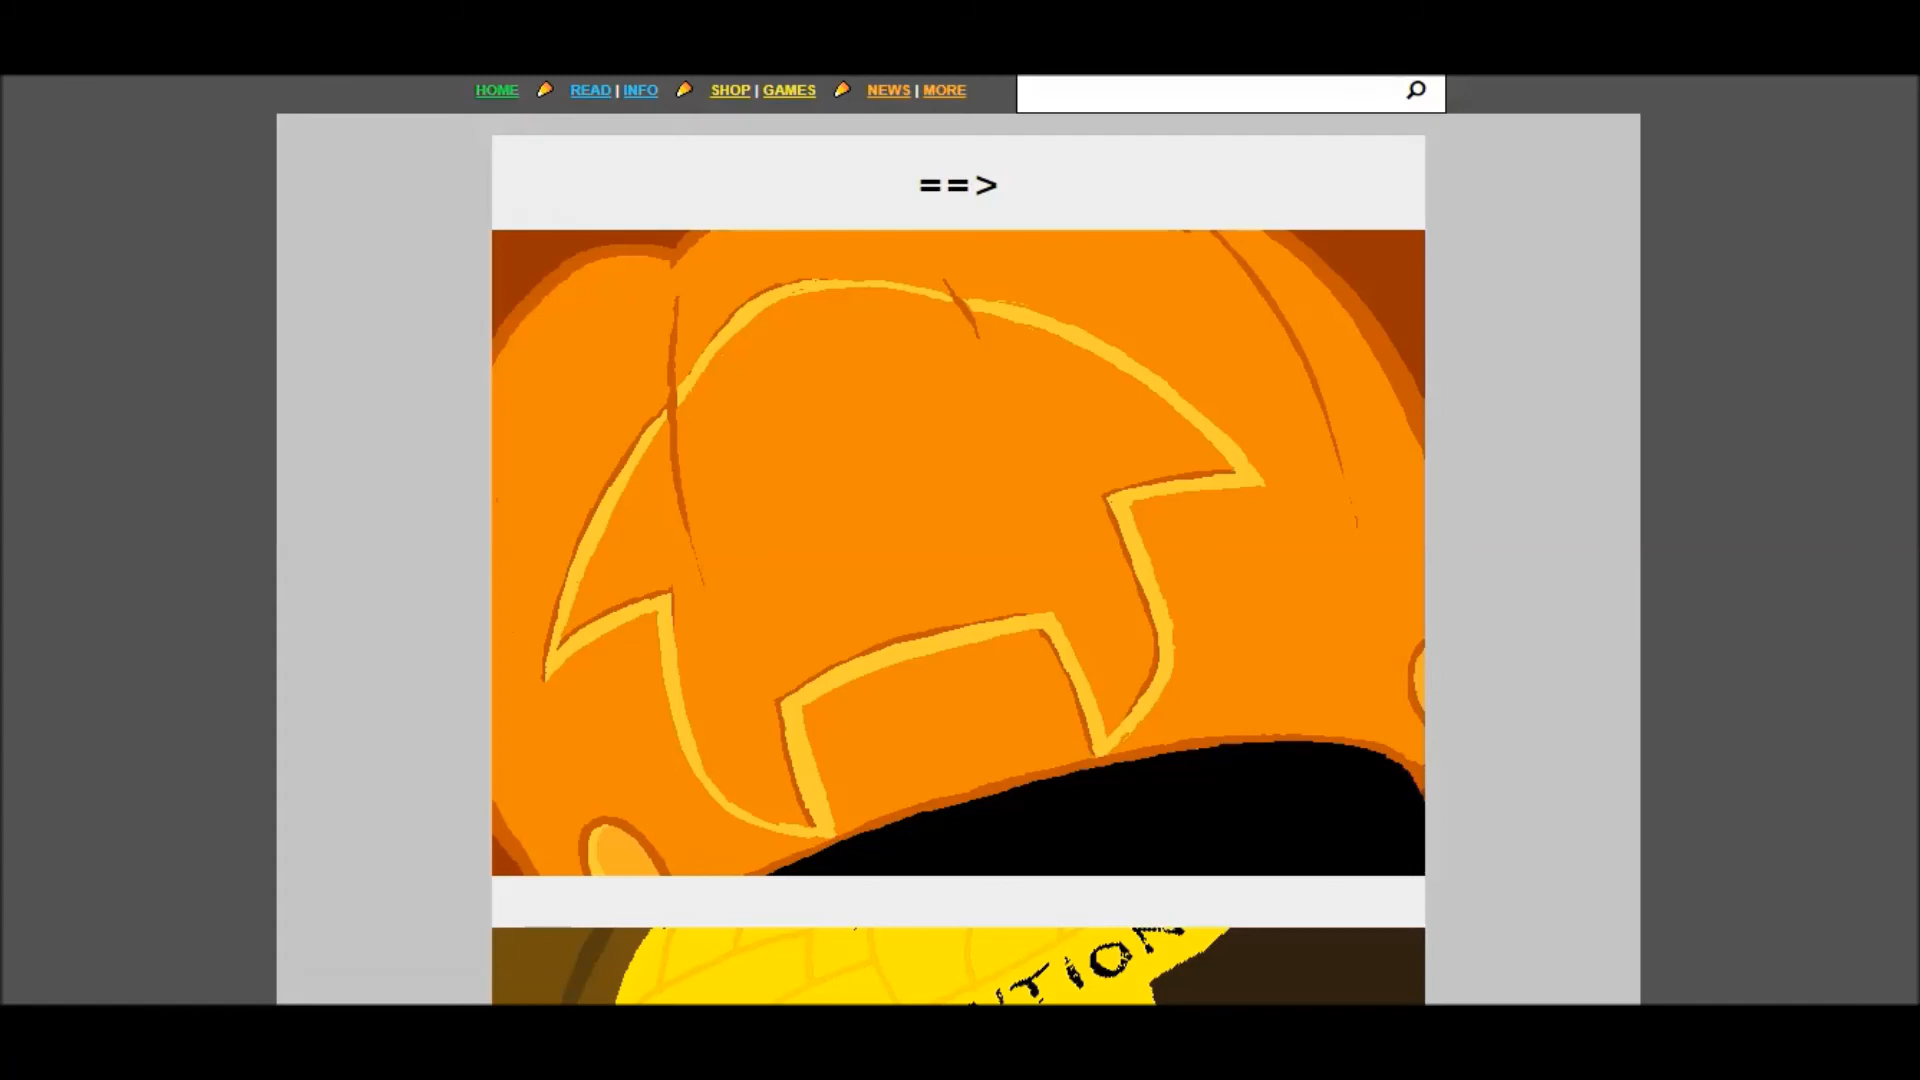 HOME READ | INFO SHOP | GAMES NEWS | MORE
==>